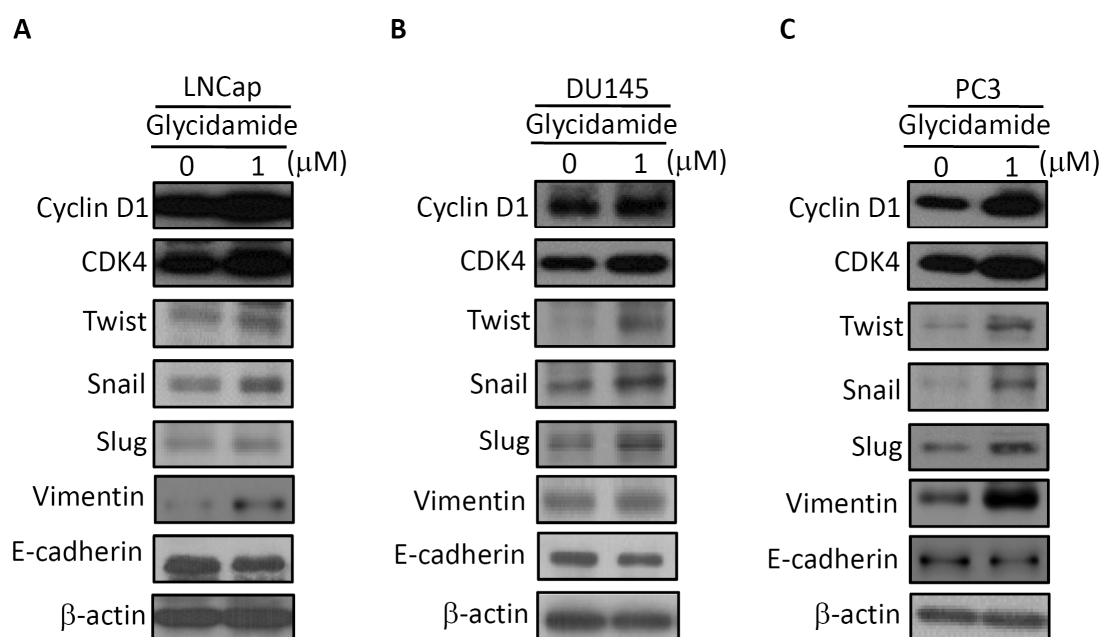 A
LNCap
Glycidamide
0 1 (μM)
Cyclin D1
CDK4
Twist
Snail
Slug
Vimentin
E-cadherin
β-actin
B
DU145
Glycidamide
0 1 (μM)
Cyclin D1
CDK4
Twist
Snail
Slug
Vimentin
E-cadherin
β-actin
C
PC3
Glycidamide
0 1 (μM)
Cyclin D1
CDK4
Twist
Snail
Slug
Vimentin
E-cadherin
β-actin